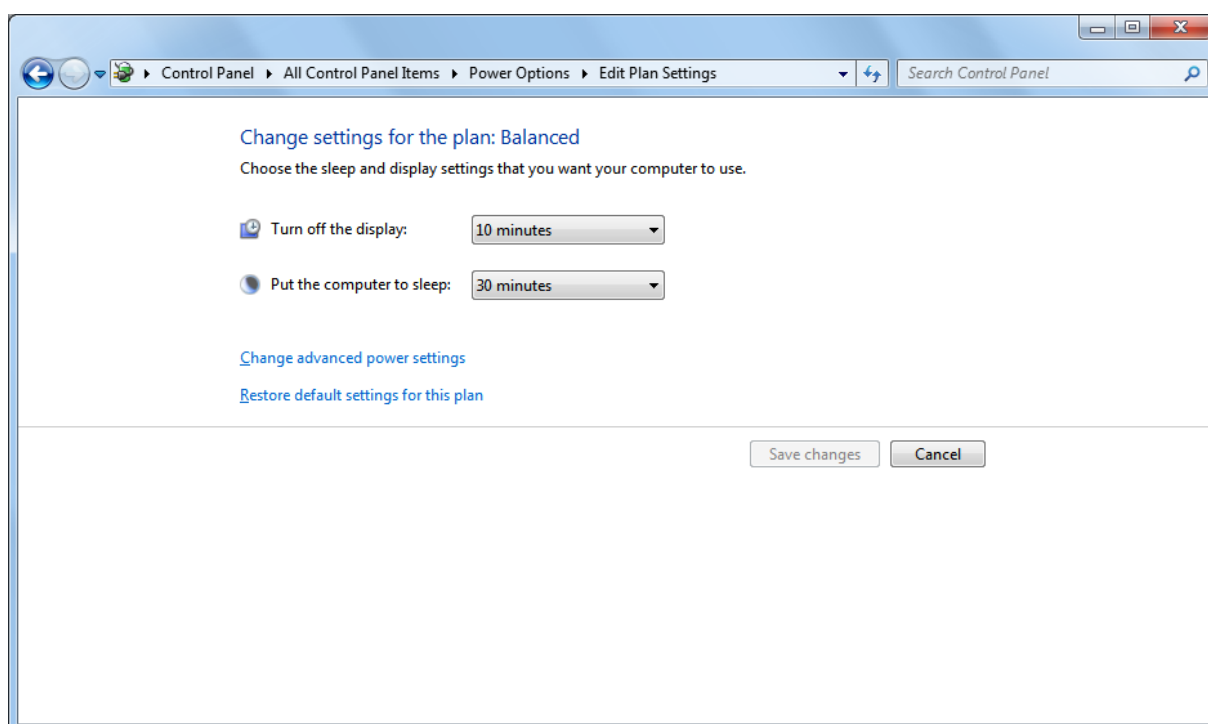 Control Panel All Control Panel Items Power Options Edit Plan Settings Search Control Panel
Change settings for the plan: Balanced
Choose the sleep and display settings that you want your computer to use.
Turn off the display: 10 minutes
Put the computer to sleep: 30 minutes
Change advanced power settings
Restore default settings for this plan
Save changes Cancel